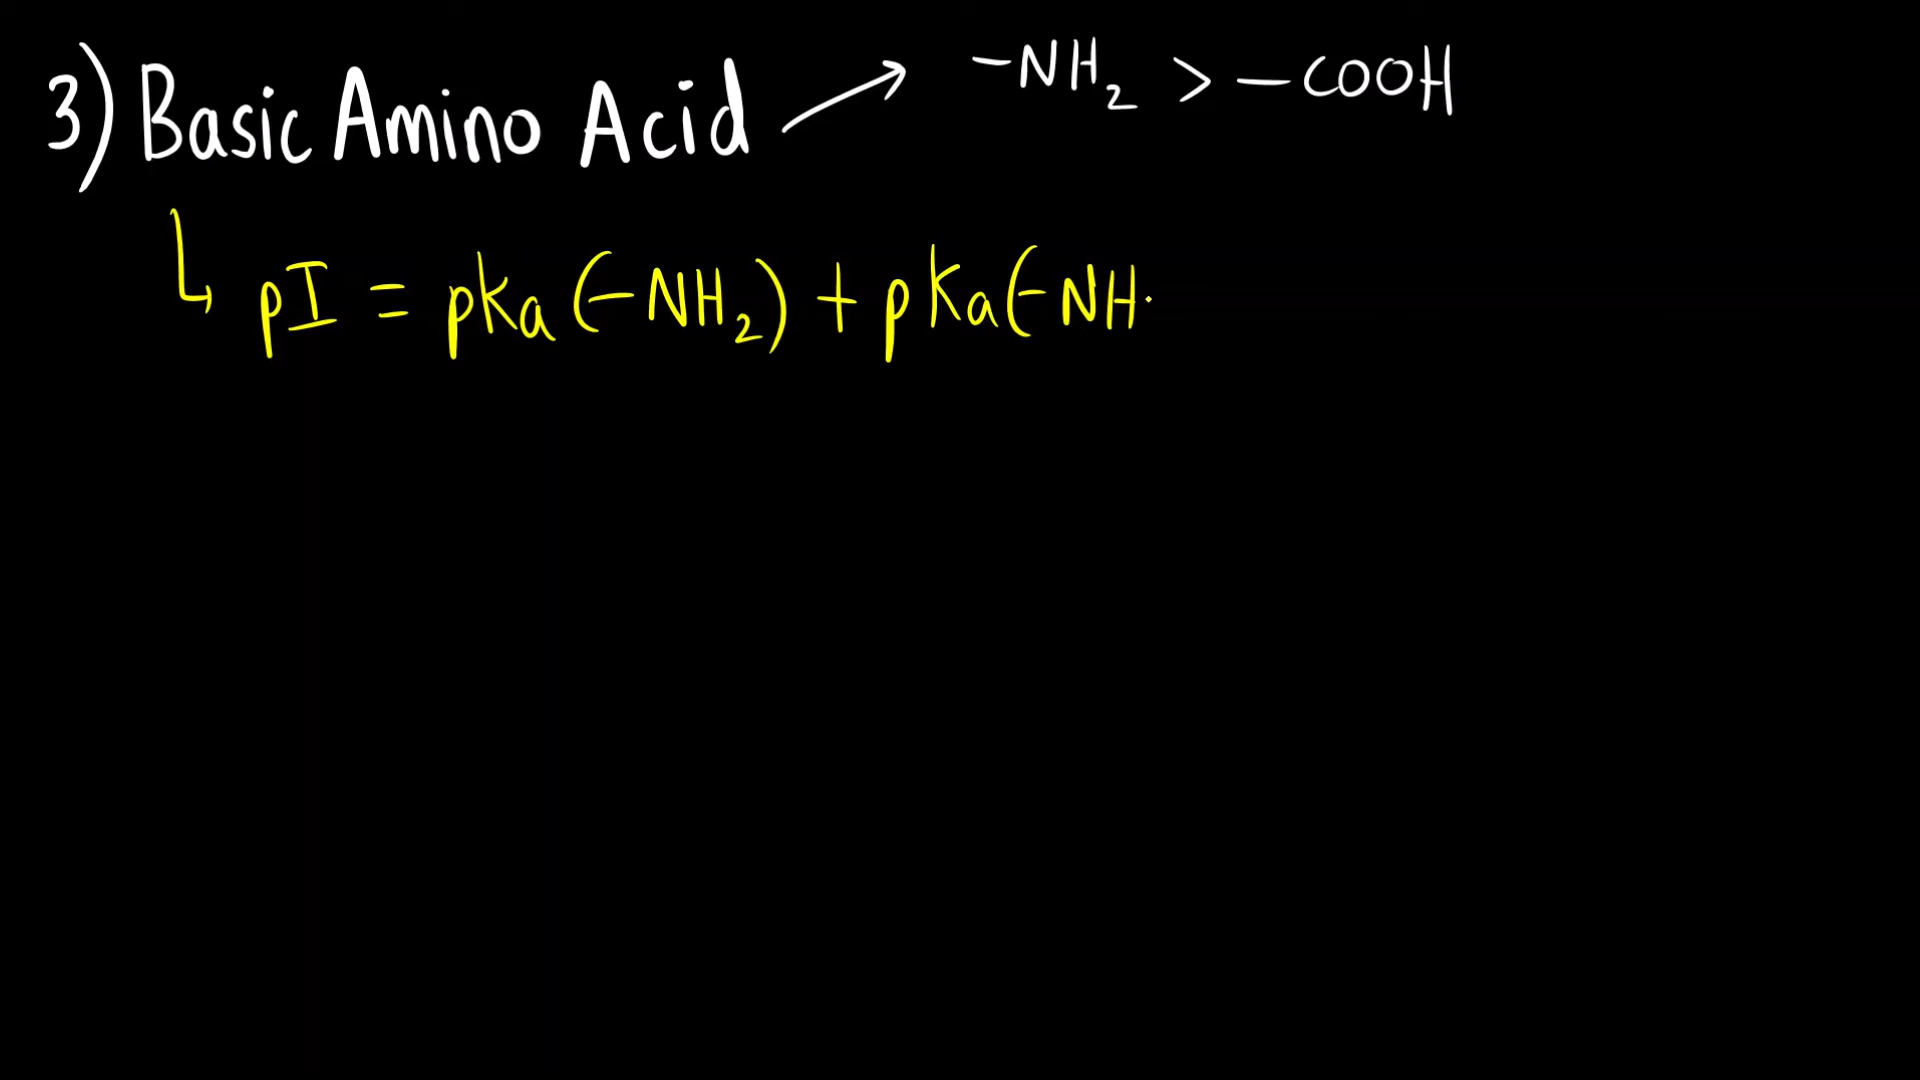 3) Basic Amino Acid → -NH₂ > -COOH
↳ pI = pKa (-NH₂) + pKa (-NH